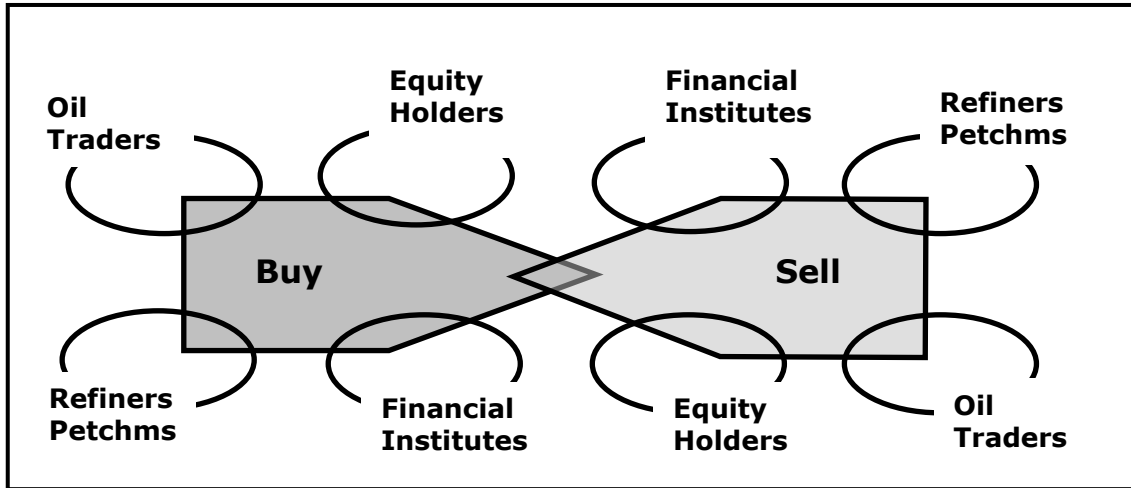 Oil
Traders
Equity
Holders
Financial
Institutes
Refiners
Petchms
Buy
Sell
Refiners
Petchms
Financial
Institutes
Equity
Holders
Oil
Traders